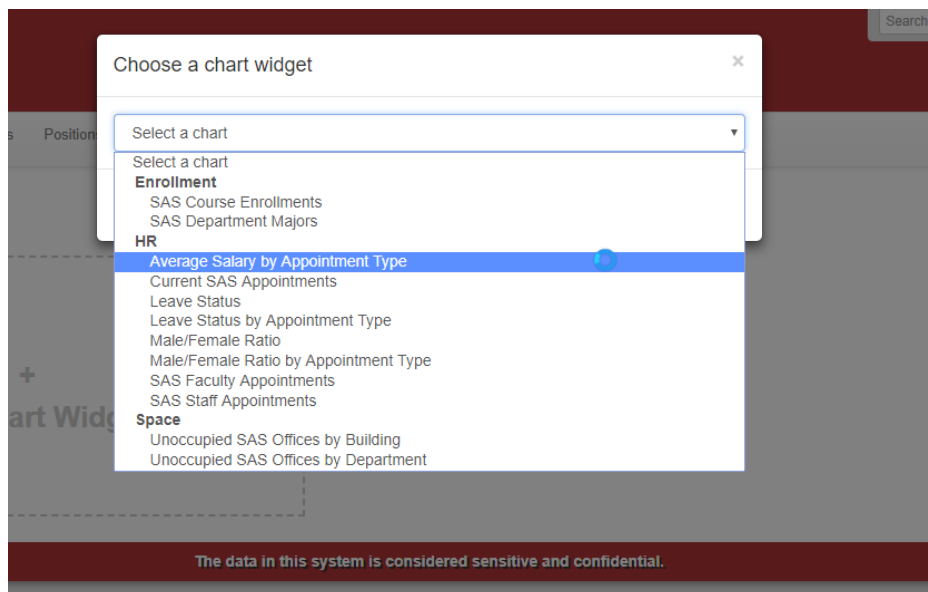 Search
Choose a chart widget
×
s Position
Select a chart
Select a chart
Enrollment
SAS Course Enrollments
SAS Department Majors
HR
Average Salary by Appointment Type
Current SAS Appointments
Leave Status
Leave Status by Appointment Type
Male/Female Ratio
Male/Female Ratio by Appointment Type
SAS Faculty Appointments
SAS Staff Appointments
Space
Unoccupied SAS Offices by Building
Unoccupied SAS Offices by Department
+
art Widg
The data in this system is considered sensitive and confidential.